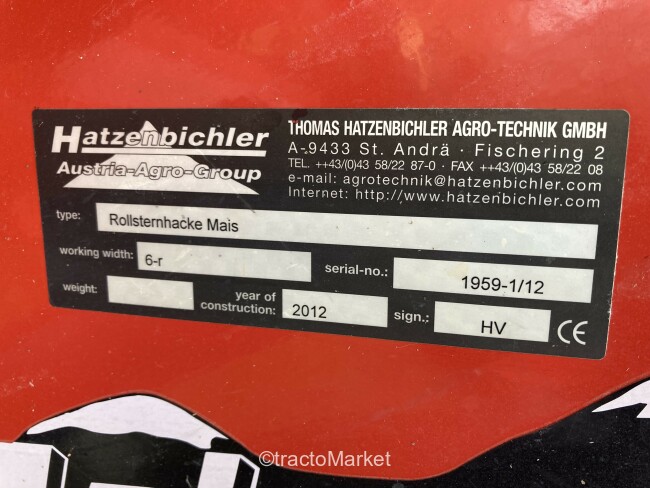 Hatzenbichler
Austria-Agro-Group
THOMAS HATZENBICHLER AGRO-TECHNIK GMBH
A-9433 St. Andrä · Fischering 2
TEL. ++43/(0)43 58/22 87-0 · FAX ++43/(0)43 58/22 08
e-mail: agrotechnik@hatzenbichler.com
Internet: http://www.hatzenbichler.com
type: Rollsternhacke Mais
working width: 6-r serial-no.: 1959-1/12
weight: year of construction: 2012 sign.: HV CE
©tractoMarket